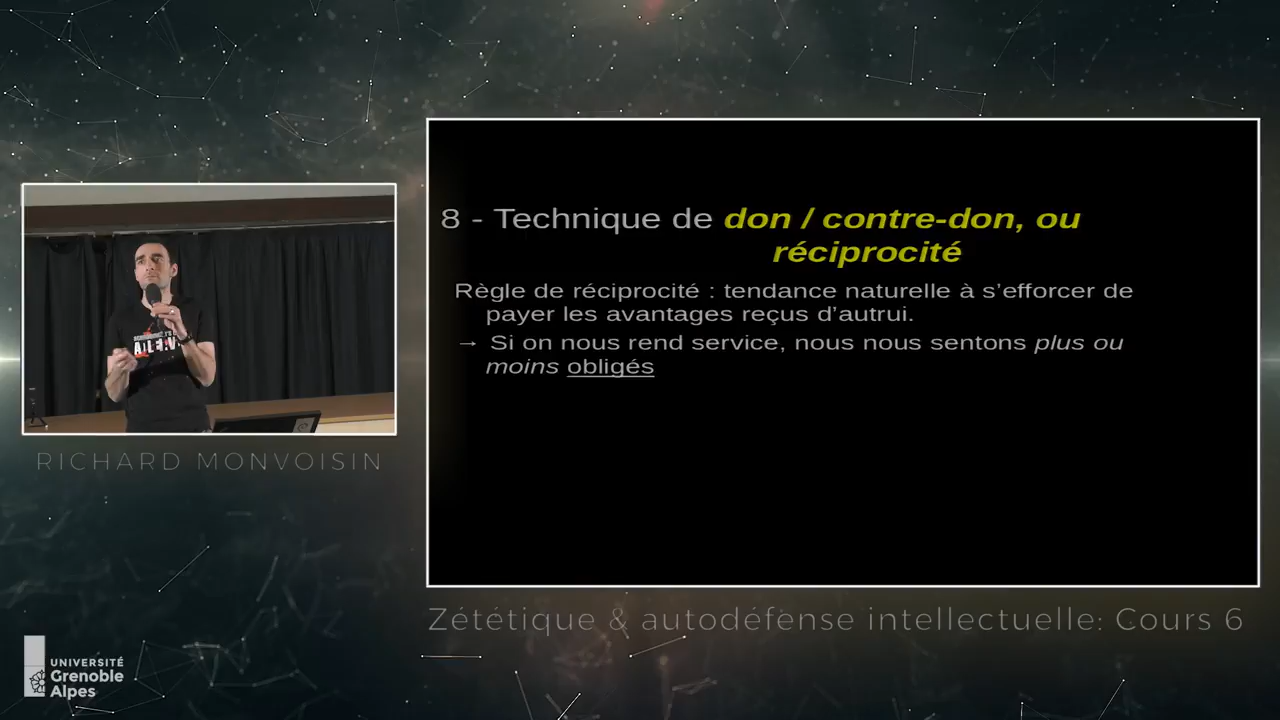 8 - Technique de don / contre-don, ou
réciprocité
Règle de réciprocité : tendance naturelle à s’efforcer de
payer les avantages reçus d’autrui.
→ Si on nous rend service, nous nous sentons plus ou
moins obligés
RICHARD MONVOISIN
Zététique & autodéfense intellectuelle: Cours 6
UNIVERSITÉ
Grenoble
Alpes